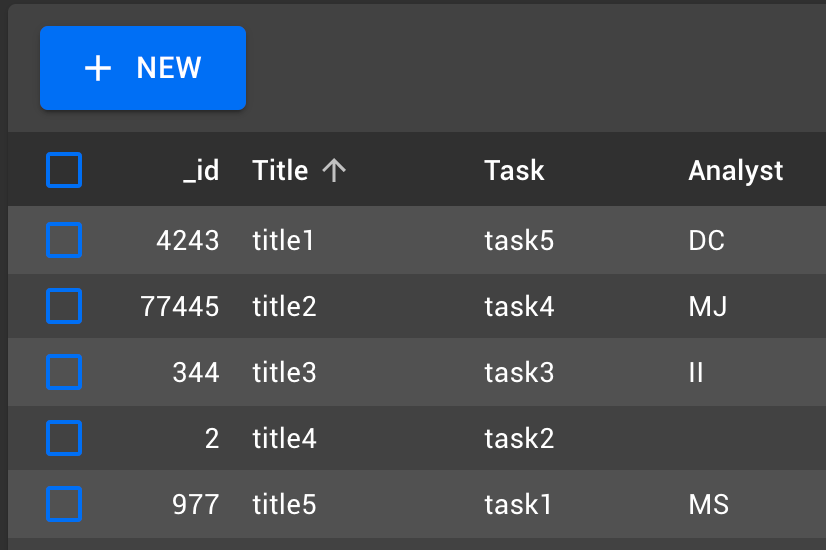 + NEW
_id Title ↑ Task Analyst
4243 title1 task5 DC
77445 title2 task4 MJ
344 title3 task3 II
2 title4 task2
977 title5 task1 MS